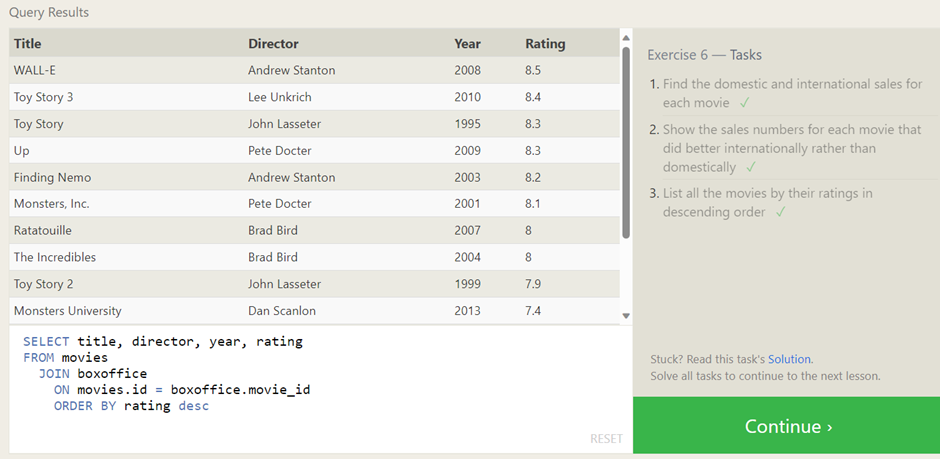 Query Results
Title Director Year Rating
WALL-E Andrew Stanton 2008 8.5
Toy Story 3 Lee Unkrich 2010 8.4
Toy Story John Lasseter 1995 8.3
Up Pete Docter 2009 8.3
Finding Nemo Andrew Stanton 2003 8.2
Monsters, Inc. Pete Docter 2001 8.1
Ratatouille Brad Bird 2007 8
The Incredibles Brad Bird 2004 8
Toy Story 2 John Lasseter 1999 7.9
Monsters University Dan Scanlon 2013 7.4
SELECT title, director, year, rating
FROM movies
JOIN boxoffice
ON movies.id = boxoffice.movie_id
ORDER BY rating desc
RESET
Exercise 6 — Tasks
1. Find the domestic and international sales for
each movie ✓
2. Show the sales numbers for each movie that
did better internationally rather than
domestically ✓
3. List all the movies by their ratings in
descending order ✓
Stuck? Read this task's Solution.
Solve all tasks to continue to the next lesson.
Continue ›